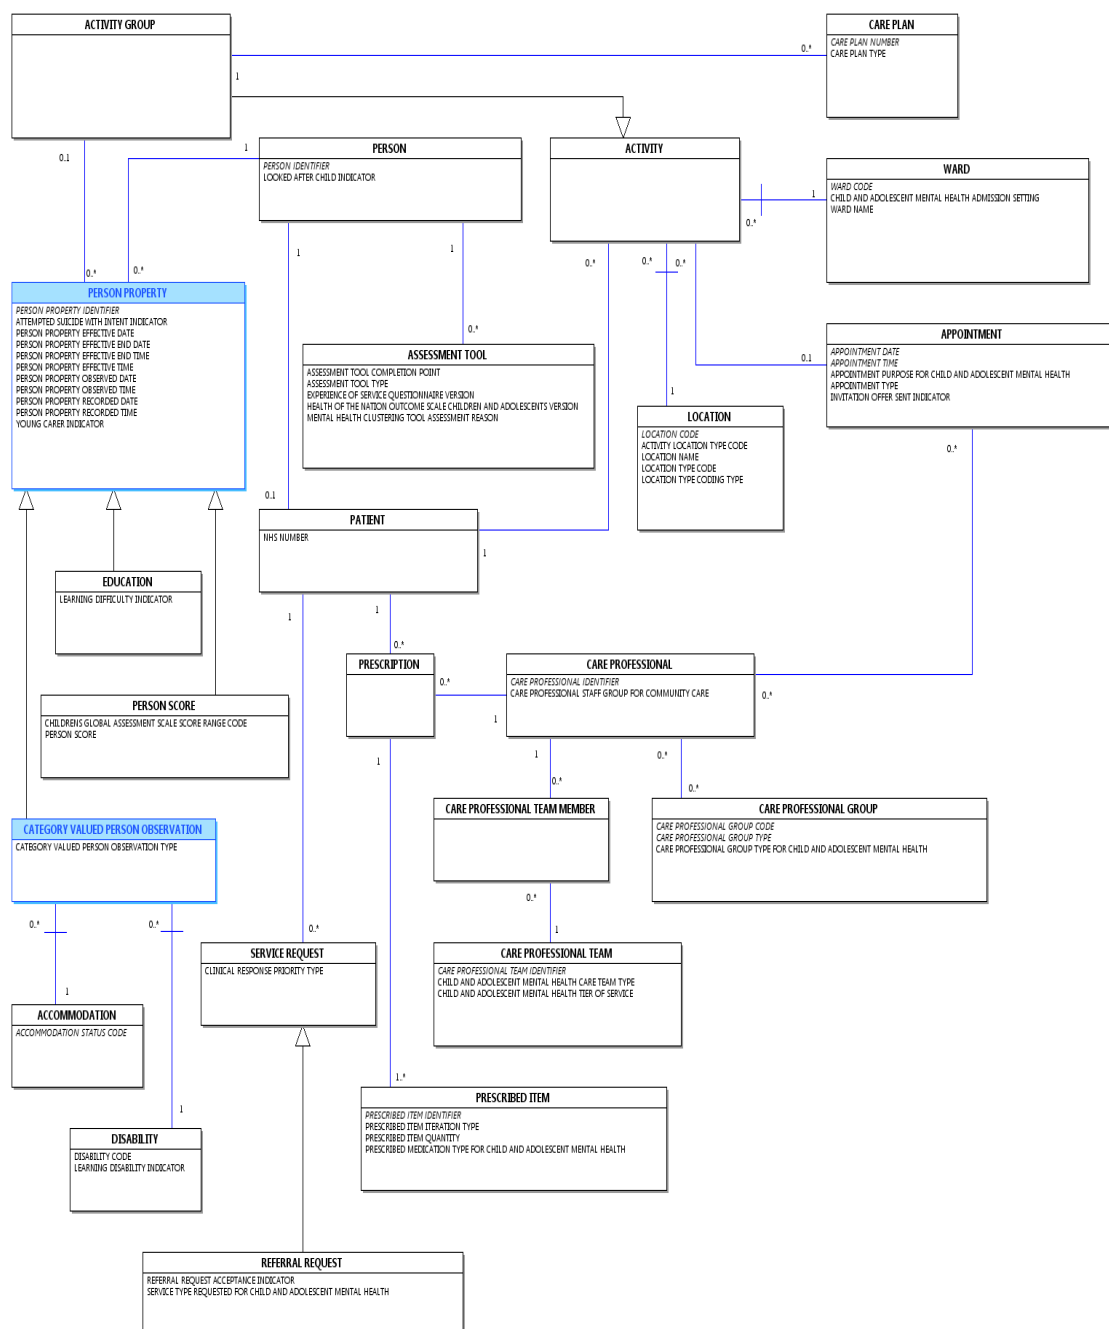 ACTIVITY GROUP
CARE PLAN
CARE PLAN NUMBER
CARE PLAN TYPE
0..*
1
PERSON
PERSON IDENTIFIER
LOOKED AFTER CHILD INDICATOR
ACTIVITY
WARD
WARD CODE
CHILD AND ADOLESCENT MENTAL HEALTH ADMISSION SETTING
WARD NAME
0.1
1
1
0..*
0..*
0..*
1
1
0..*
0..*
0..*
PERSON PROPERTY
PERSON PROPERTY IDENTIFIER
ATTEMPTED SUICIDE WITH INTENT INDICATOR
PERSON PROPERTY EFFECTIVE DATE
PERSON PROPERTY EFFECTIVE END DATE
PERSON PROPERTY EFFECTIVE END TIME
PERSON PROPERTY EFFECTIVE TIME
PERSON PROPERTY OBSERVED DATE
PERSON PROPERTY OBSERVED TIME
PERSON PROPERTY RECORDED DATE
PERSON PROPERTY RECORDED TIME
YOUNG CARER INDICATOR
0..*
ASSESSMENT TOOL
ASSESSMENT TOOL COMPLETION POINT
ASSESSMENT TOOL TYPE
EXPERIENCE OF SERVICE QUESTIONNAIRE VERSION
HEALTH OF THE NATION OUTCOME SCALE CHILDREN AND ADOLESCENTS VERSION
MENTAL HEALTH CLUSTERING TOOL ASSESSMENT REASON
APPOINTMENT
APPOINTMENT DATE
APPOINTMENT TIME
APPOINTMENT PURPOSE FOR CHILD AND ADOLESCENT MENTAL HEALTH
APPOINTMENT TYPE
INVITATION OFFER SENT INDICATOR
0.1
1
LOCATION
LOCATION CODE
ACTIVITY LOCATION TYPE CODE
LOCATION NAME
LOCATION TYPE CODE
LOCATION TYPE CODING TYPE
0..*
0.1
PATIENT
NHS NUMBER
1
EDUCATION
LEARNING DIFFICULTY INDICATOR
1
1
0..*
PRESCRIPTION
0..*
CARE PROFESSIONAL
CARE PROFESSIONAL IDENTIFIER
CARE PROFESSIONAL STAFF GROUP FOR COMMUNITY CARE
0..*
1
PERSON SCORE
CHILDRENS GLOBAL ASSESSMENT SCALE SCORE RANGE CODE
PERSON SCORE
1
1
0..*
0..*
0..*
CATEGORY VALUED PERSON OBSERVATION
CATEGORY VALUED PERSON OBSERVATION TYPE
CARE PROFESSIONAL TEAM MEMBER
CARE PROFESSIONAL GROUP
CARE PROFESSIONAL GROUP CODE
CARE PROFESSIONAL GROUP TYPE
CARE PROFESSIONAL GROUP TYPE FOR CHILD AND ADOLESCENT MENTAL HEALTH
0..*
0..*
0..*
0..*
1
SERVICE REQUEST
CLINICAL RESPONSE PRIORITY TYPE
CARE PROFESSIONAL TEAM
CARE PROFESSIONAL TEAM IDENTIFIER
CHILD AND ADOLESCENT MENTAL HEALTH CARE TEAM TYPE
CHILD AND ADOLESCENT MENTAL HEALTH TIER OF SERVICE
1
ACCOMMODATION
ACCOMMODATION STATUS CODE
1..*
PRESCRIBED ITEM
PRESCRIBED ITEM IDENTIFIER
PRESCRIBED ITEM ITERATION TYPE
PRESCRIBED ITEM QUANTITY
PRESCRIBED MEDICATION TYPE FOR CHILD AND ADOLESCENT MENTAL HEALTH
1
DISABILITY
DISABILITY CODE
LEARNING DISABILITY INDICATOR
REFERRAL REQUEST
REFERRAL REQUEST ACCEPTANCE INDICATOR
SERVICE TYPE REQUESTED FOR CHILD AND ADOLESCENT MENTAL HEALTH